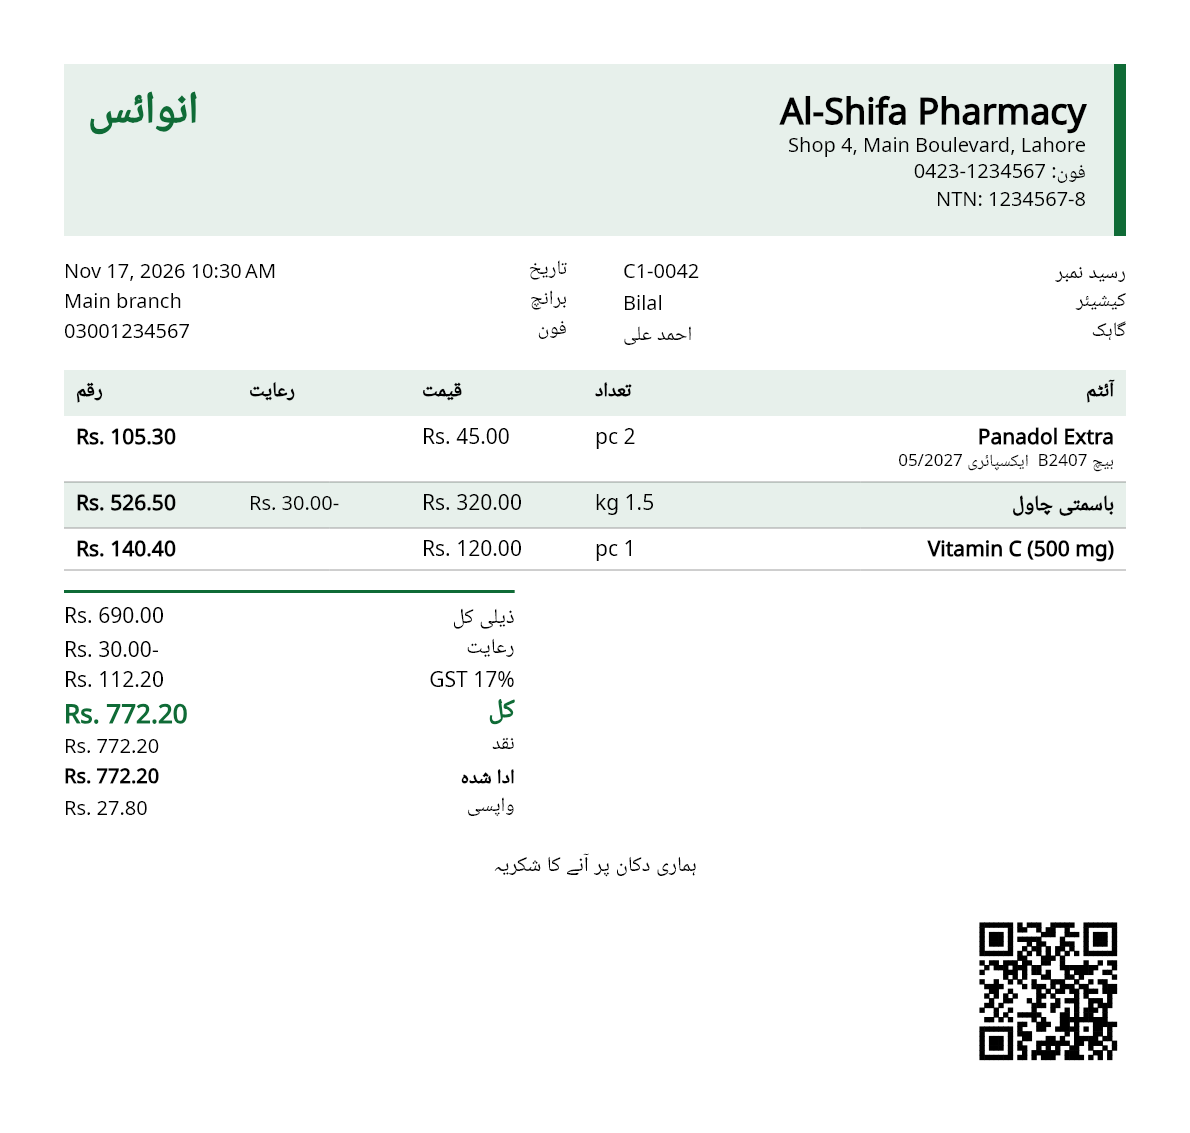 انوائس
Al-Shifa Pharmacy
Shop 4, Main Boulevard, Lahore
فون: 0423-1234567
NTN: 1234567-8
رسید نمبر C1-0042 تاریخ Nov 17, 2026 10:30 AM
کیشیئر Bilal برانچ Main branch
گاہک احمد علی فون 03001234567
آئٹم تعداد قیمت رعایت رقم
Panadol Extra 2 pc Rs. 45.00 Rs. 105.30
بیچ B2407 ایکسپائری 05/2027
باسمتی چاول 1.5 kg Rs. 320.00 -Rs. 30.00 Rs. 526.50
Vitamin C (500 mg) 1 pc Rs. 120.00 Rs. 140.40
ذیلی کل Rs. 690.00
رعایت -Rs. 30.00
GST 17% Rs. 112.20
کل Rs. 772.20
نقد Rs. 772.20
ادا شدہ Rs. 772.20
واپسی Rs. 27.80
ہماری دکان پر آنے کا شکریہ